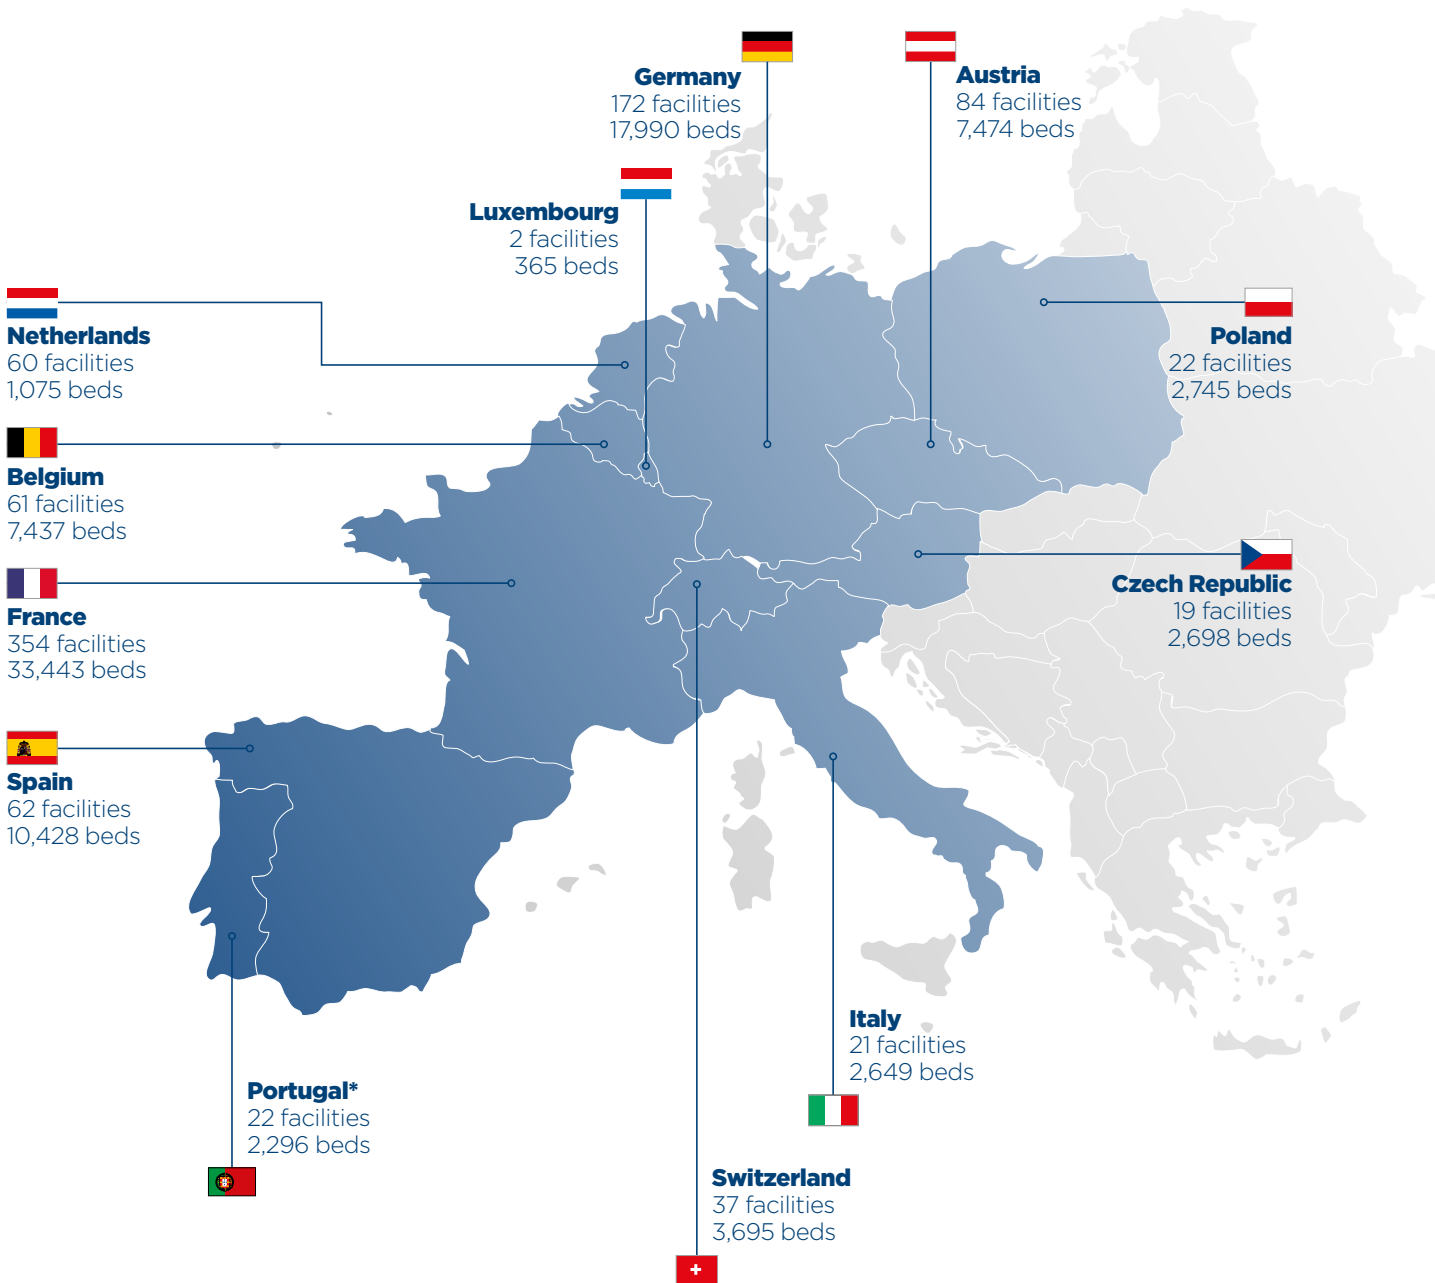 Germany
172 facilities
17,990 beds
Austria
84 facilities
7,474 beds
Luxembourg
2 facilities
365 beds
Netherlands
60 facilities
1,075 beds
Poland
22 facilities
2,745 beds
Belgium
61 facilities
7,437 beds
Czech Republic
19 facilities
2,698 beds
France
354 facilities
33,443 beds
Spain
62 facilities
10,428 beds
Italy
21 facilities
2,649 beds
Portugal*
22 facilities
2,296 beds
Switzerland
37 facilities
3,695 beds